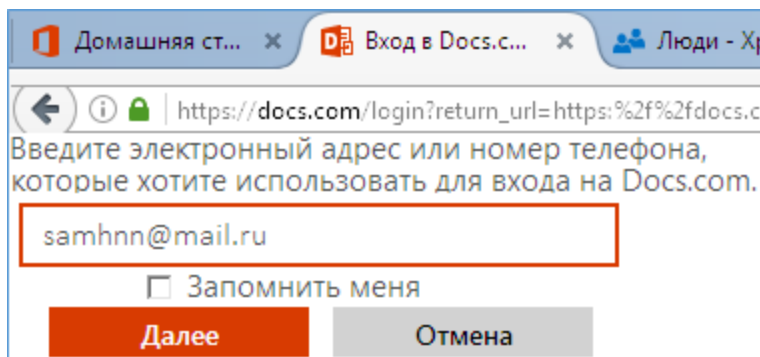 Домашняя ст...
Вход в Docs.c...
Люди - Хр
https://docs.com/login?return_url=https:%2f%2fdocs.c
Введите электронный адрес или номер телефона,
которые хотите использовать для входа на Docs.com.
samhnn@mail.ru
Запомнить меня
Далее Отмена